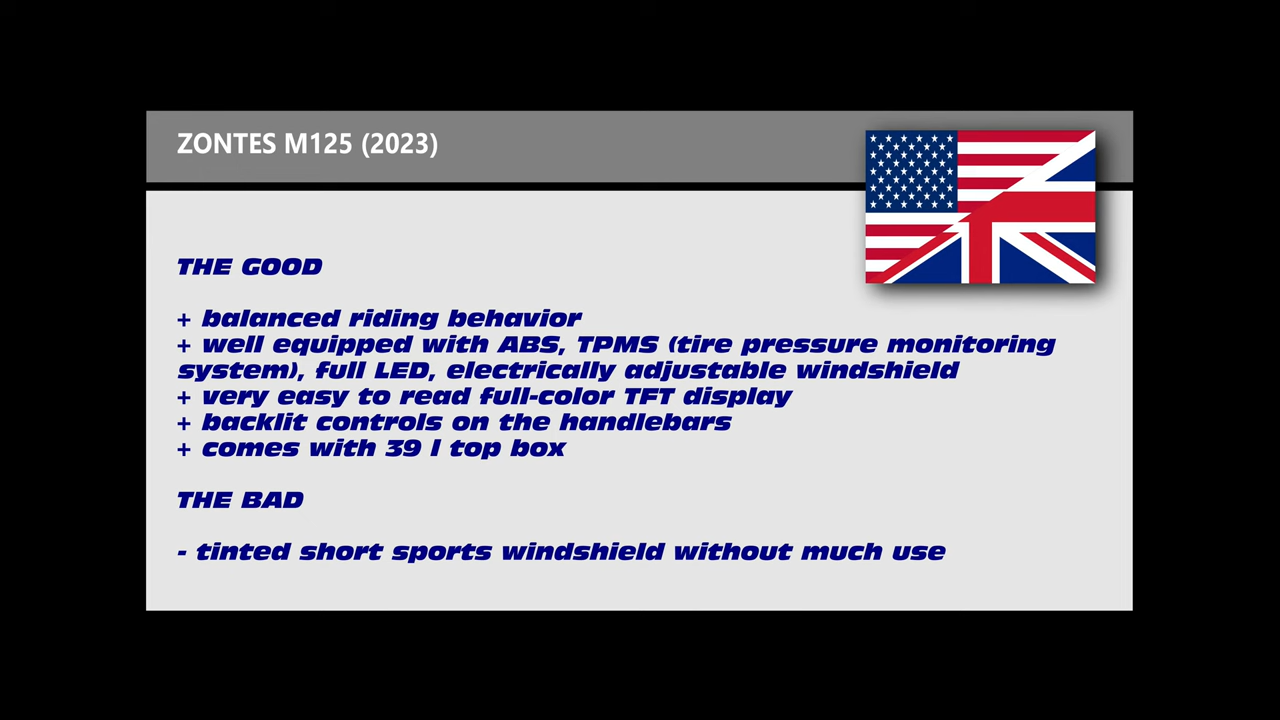 ZONTES M125 (2023)
THE GOOD
+ balanced riding behavior
+ well equipped with ABS, TPMS (tire pressure monitoring
system), full LED, electrically adjustable windshield
+ very easy to read full-color TFT display
+ backlit controls on the handlebars
+ comes with 39 l top box
THE BAD
- tinted short sports windshield without much use